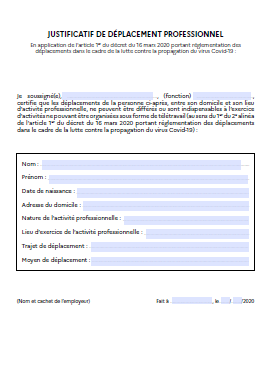 JUSTIFICATIF DE DÉPLACEMENT PROFESSIONNEL
En application de l'article 1er du décret du 16 mars 2020 portant réglementation des
déplacements dans le cadre de la lutte contre la propagation du virus Covid-19 :
Je soussigné(e), , (fonction) ,
certifie que les déplacements de la personne ci-après, entre son domicile et son lieu
d'activité professionnelle, ne peuvent être différés ou sont indispensables à l'exercice
d'activités ne pouvant être organisées sous forme de télétravail (au sens du 1° du 2e alinéa
de l'article 1er du décret du 16 mars 2020 portant réglementation des déplacements
dans le cadre de la lutte contre la propagation du virus Covid-19) :
Nom :
Prénom :
Date de naissance :
Adresse du domicile :
Nature de l'activité professionnelle :
Lieu d'exercice de l'activité professionnelle :
Trajet de déplacement :
Moyen de déplacement :
(Nom et cachet de l'employeur) Fait à , le / /2020